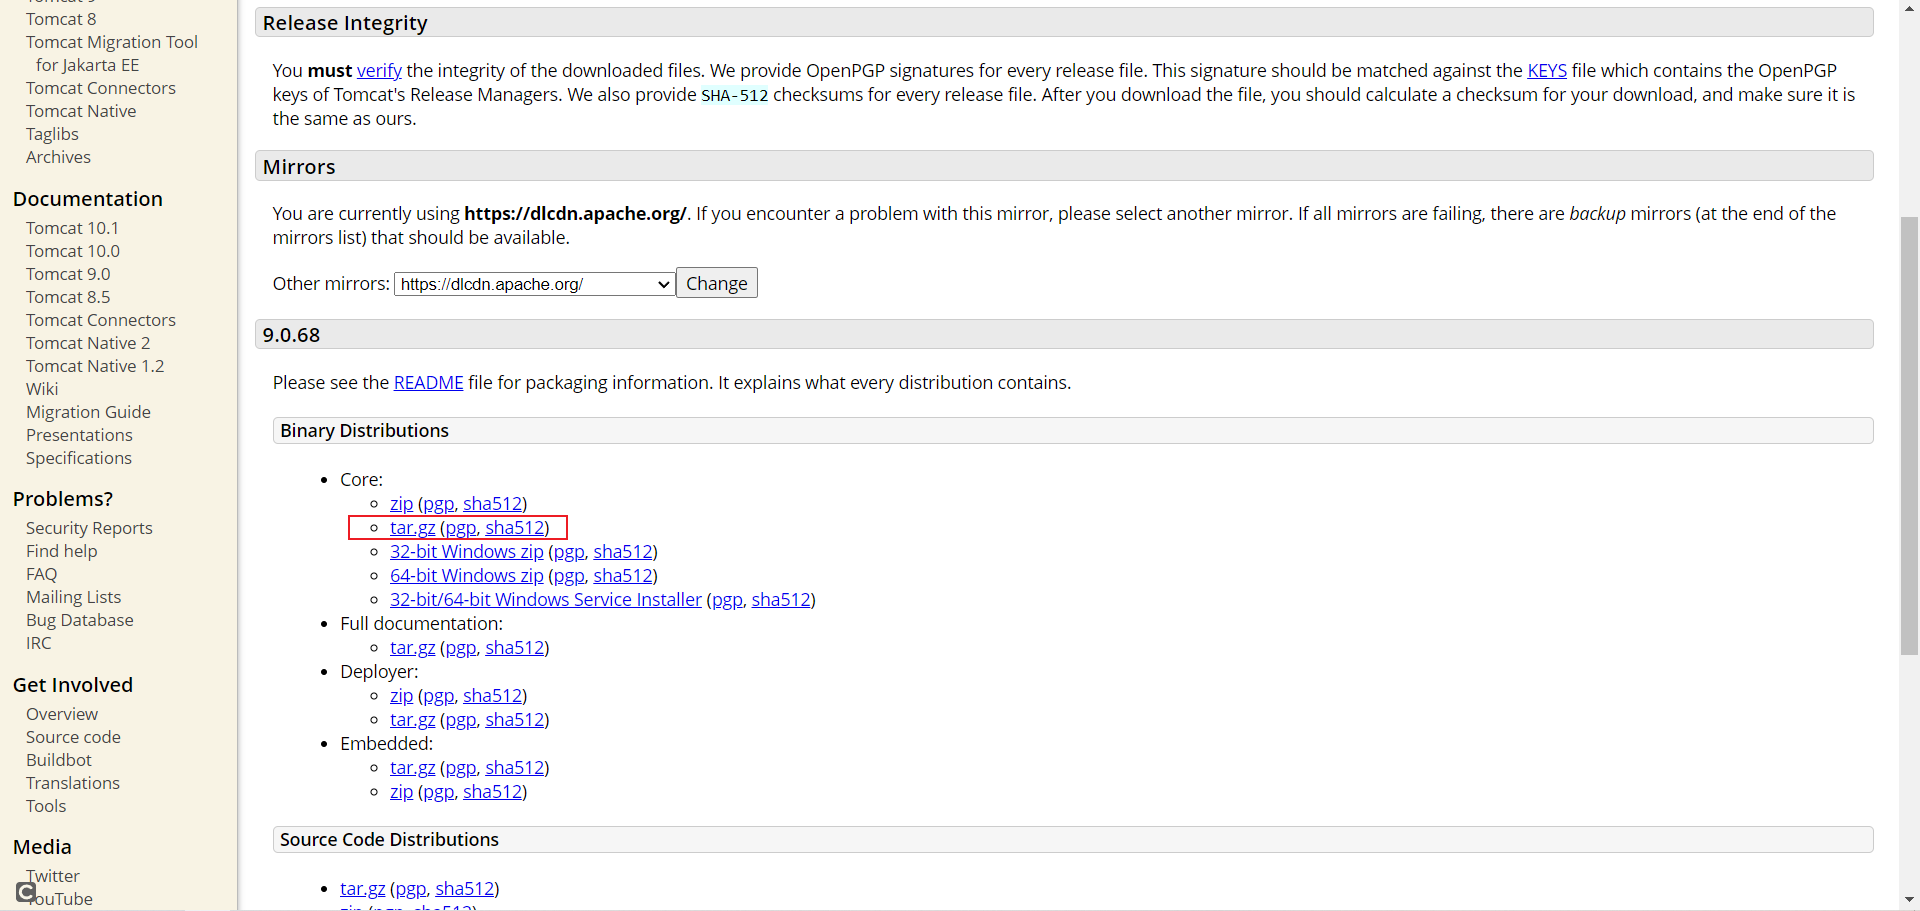 Tomcat 8
Tomcat Migration Tool
for Jakarta EE
Tomcat Connectors
Tomcat Native
Taglibs
Archives
Documentation
Tomcat 10.1
Tomcat 10.0
Tomcat 9.0
Tomcat 8.5
Tomcat Connectors
Tomcat Native 2
Tomcat Native 1.2
Wiki
Migration Guide
Presentations
Specifications
Problems?
Security Reports
Find help
FAQ
Mailing Lists
Bug Database
IRC
Get Involved
Overview
Source code
Buildbot
Translations
Tools
Media
Twitter
YouTube
Release Integrity
You must verify the integrity of the downloaded files. We provide OpenPGP signatures for every release file. This signature should be matched against the KEYS file which contains the OpenPGP
keys of Tomcat's Release Managers. We also provide SHA-512 checksums for every release file. After you download the file, you should calculate a checksum for your download, and make sure it is
the same as ours.
Mirrors
You are currently using https://dlcdn.apache.org/. If you encounter a problem with this mirror, please select another mirror. If all mirrors are failing, there are backup mirrors (at the end of the
mirrors list) that should be available.
Other mirrors: https://dlcdn.apache.org/ Change
9.0.68
Please see the README file for packaging information. It explains what every distribution contains.
Binary Distributions
Core:
zip (pgp, sha512)
tar.gz (pgp, sha512)
32-bit Windows zip (pgp, sha512)
64-bit Windows zip (pgp, sha512)
32-bit/64-bit Windows Service Installer (pgp, sha512)
Full documentation:
tar.gz (pgp, sha512)
Deployer:
zip (pgp, sha512)
tar.gz (pgp, sha512)
Embedded:
tar.gz (pgp, sha512)
zip (pgp, sha512)
Source Code Distributions
tar.gz (pgp, sha512)